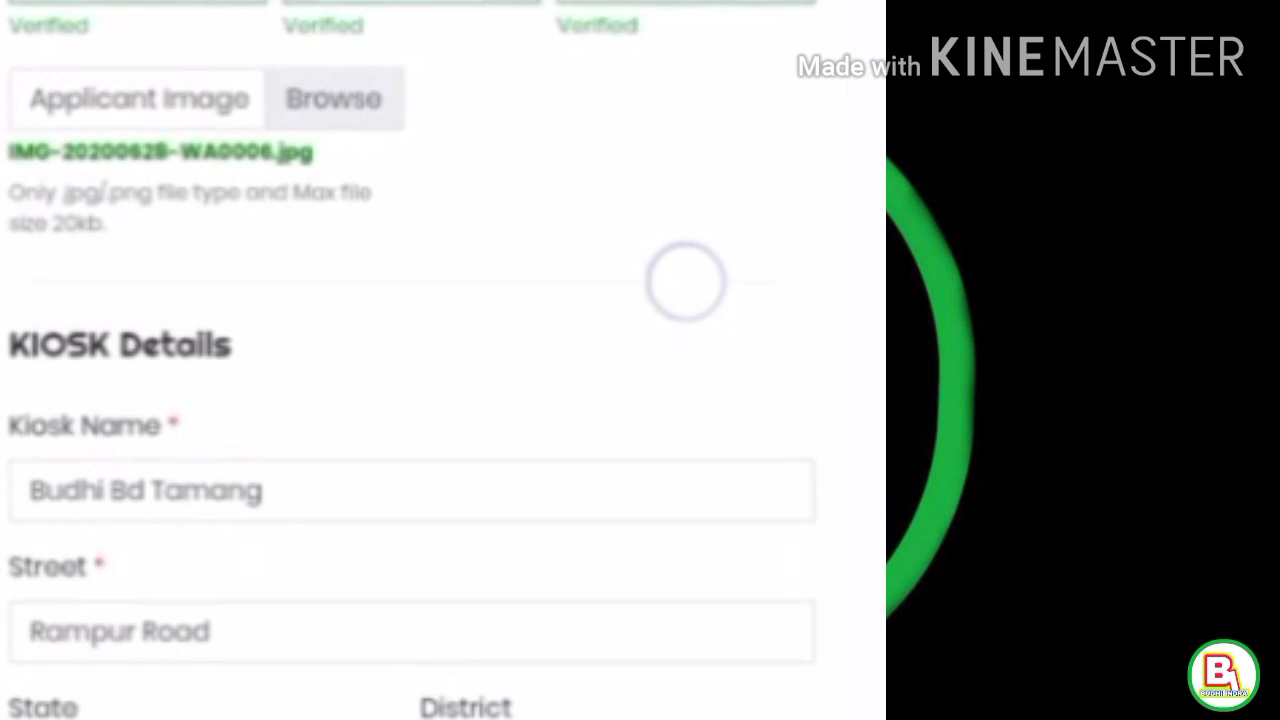 Verified Verified Verified
Made with KINEMASTER
Applicant Image Browse
IMG-20200628-WA0006.jpg
Only .jpg/.png file type and Max file
size 20kb.
KIOSK Details
Kiosk Name *
Budhi Bd Tamang
Street *
Rampur Road
State District
B